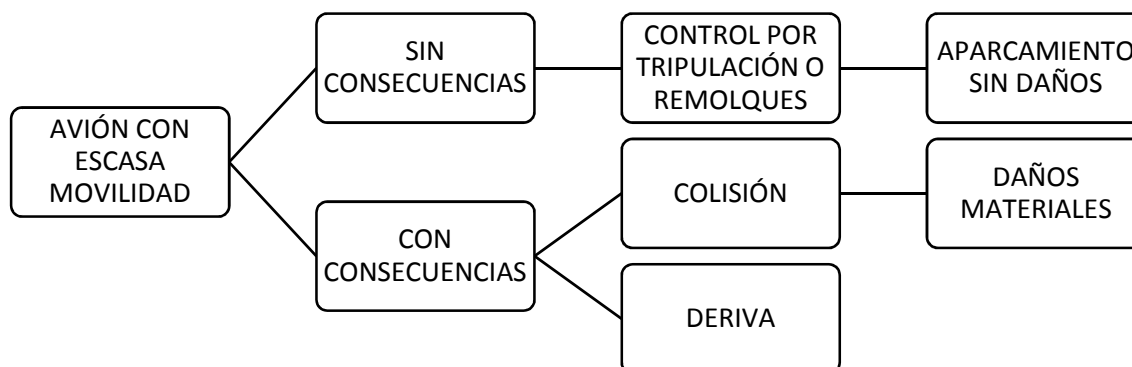 AVIÓN CON
ESCASA
MOVILIDAD
SIN
CONSECUENCIAS
CONTROL POR
TRIPULACIÓN O
REMOLQUES
APARCAMIENTO
SIN DAÑOS
CON
CONSECUENCIAS
COLISIÓN
DAÑOS
MATERIALES
DERIVA